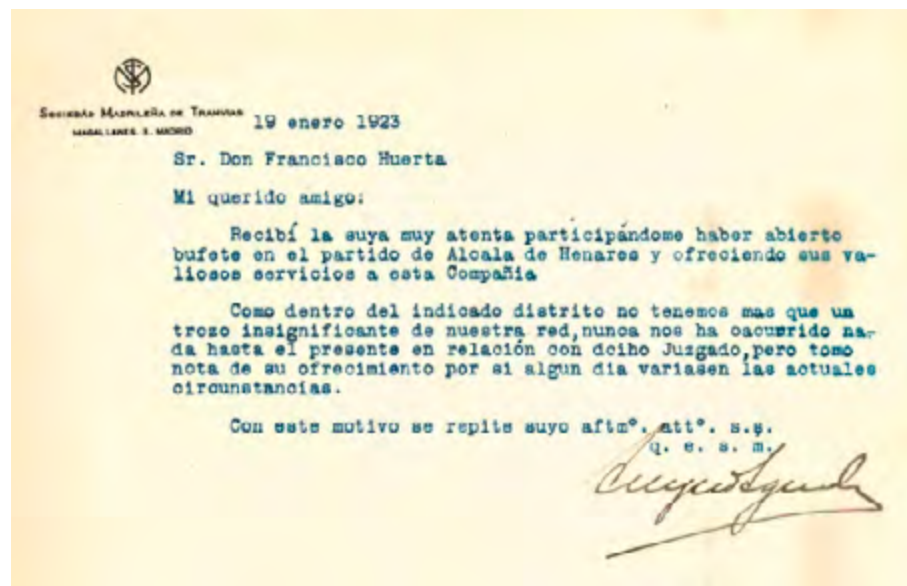 Sociedad Madrileña de Tranvias
MAGALLANES, 3. MADRID
19 enero 1923
Sr. Don Francisco Huerta
Mi querido amigo:
Recibí la suya muy atenta participándome haber abierto
bufete en el partido de Alcala de Henares y ofreciendo sus va-
liosos servicios a esta Compañia
Como dentro del indicado distrito no tenemos mas que un
trozo insignificante de nuestra red,nunca nos ha oacurrido na-
da hasta el presente en relación con dciho Juzgado,pero tomo
nota de su ofrecimiento por si algun dia variasen las actuales
circunstancias.
Con este motivo se repite suyo aftmº. attº. s.s.
q. e. s. m.